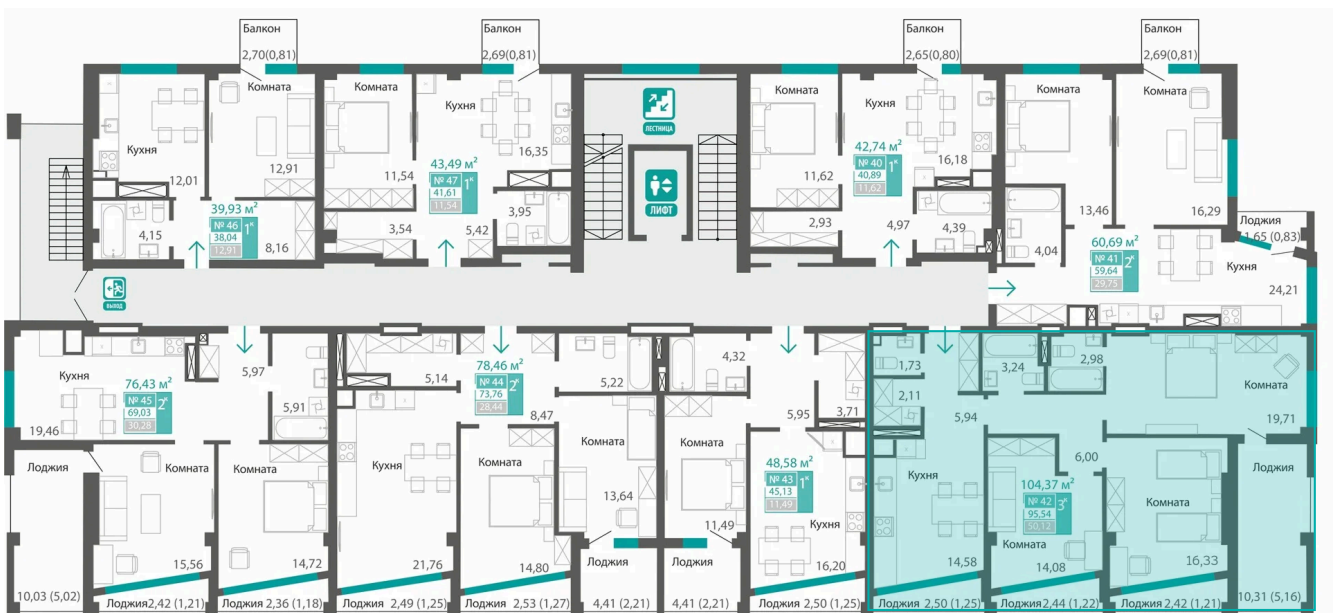 Балкон
2,70(0,81)
Балкон
2,69(0,81)
Балкон
2,65(0,80)
Балкон
2,69(0,81)
Кухня
12,01
Комната
12,91
4,15
39,93 м²
№ 46
38,04
12,91
1к
8,16
Комната
11,54
Кухня
16,35
43,49 м²
№ 47
41,61
11,54
1к
3,54
5,42
3,95
ЛЕСТНИЦА
ЛИФТ
Комната
11,62
Кухня
16,18
42,74 м²
№ 40
40,89
11,62
1к
2,93
4,97
4,39
Комната
13,46
Комната
16,29
4,04
Лоджия
1,65 (0,83)
60,69 м²
№ 41
59,64
29,75
2к
Кухня
24,21
ВЫХОД
Кухня
19,46
76,43 м²
№ 45
69,03
30,28
2к
5,97
5,91
Лоджия
10,03 (5,02)
Комната
15,56
Комната
14,72
Лоджия 2,42 (1,21)
Лоджия 2,36 (1,18)
5,14
78,46 м²
№ 44
73,76
28,44
2к
8,47
5,22
Кухня
21,76
Комната
14,80
Комната
13,64
Лоджия 2,49 (1,25)
Лоджия 2,53 (1,27)
Лоджия
4,41 (2,21)
4,32
5,95
3,71
Комната
11,49
48,58 м²
№ 43
45,13
11,49
1к
Кухня
16,20
Лоджия
4,41 (2,21)
Лоджия 2,50 (1,25)
1,73
2,11
5,94
3,24
2,98
Комната
19,71
6,00
Кухня
14,58
104,37 м²
№ 42
95,54
50,12
3к
Комната
14,08
Комната
16,33
Лоджия
10,31 (5,16)
Лоджия 2,50 (1,25)
Лоджия 2,44 (1,22)
Лоджия 2,42 (1,21)